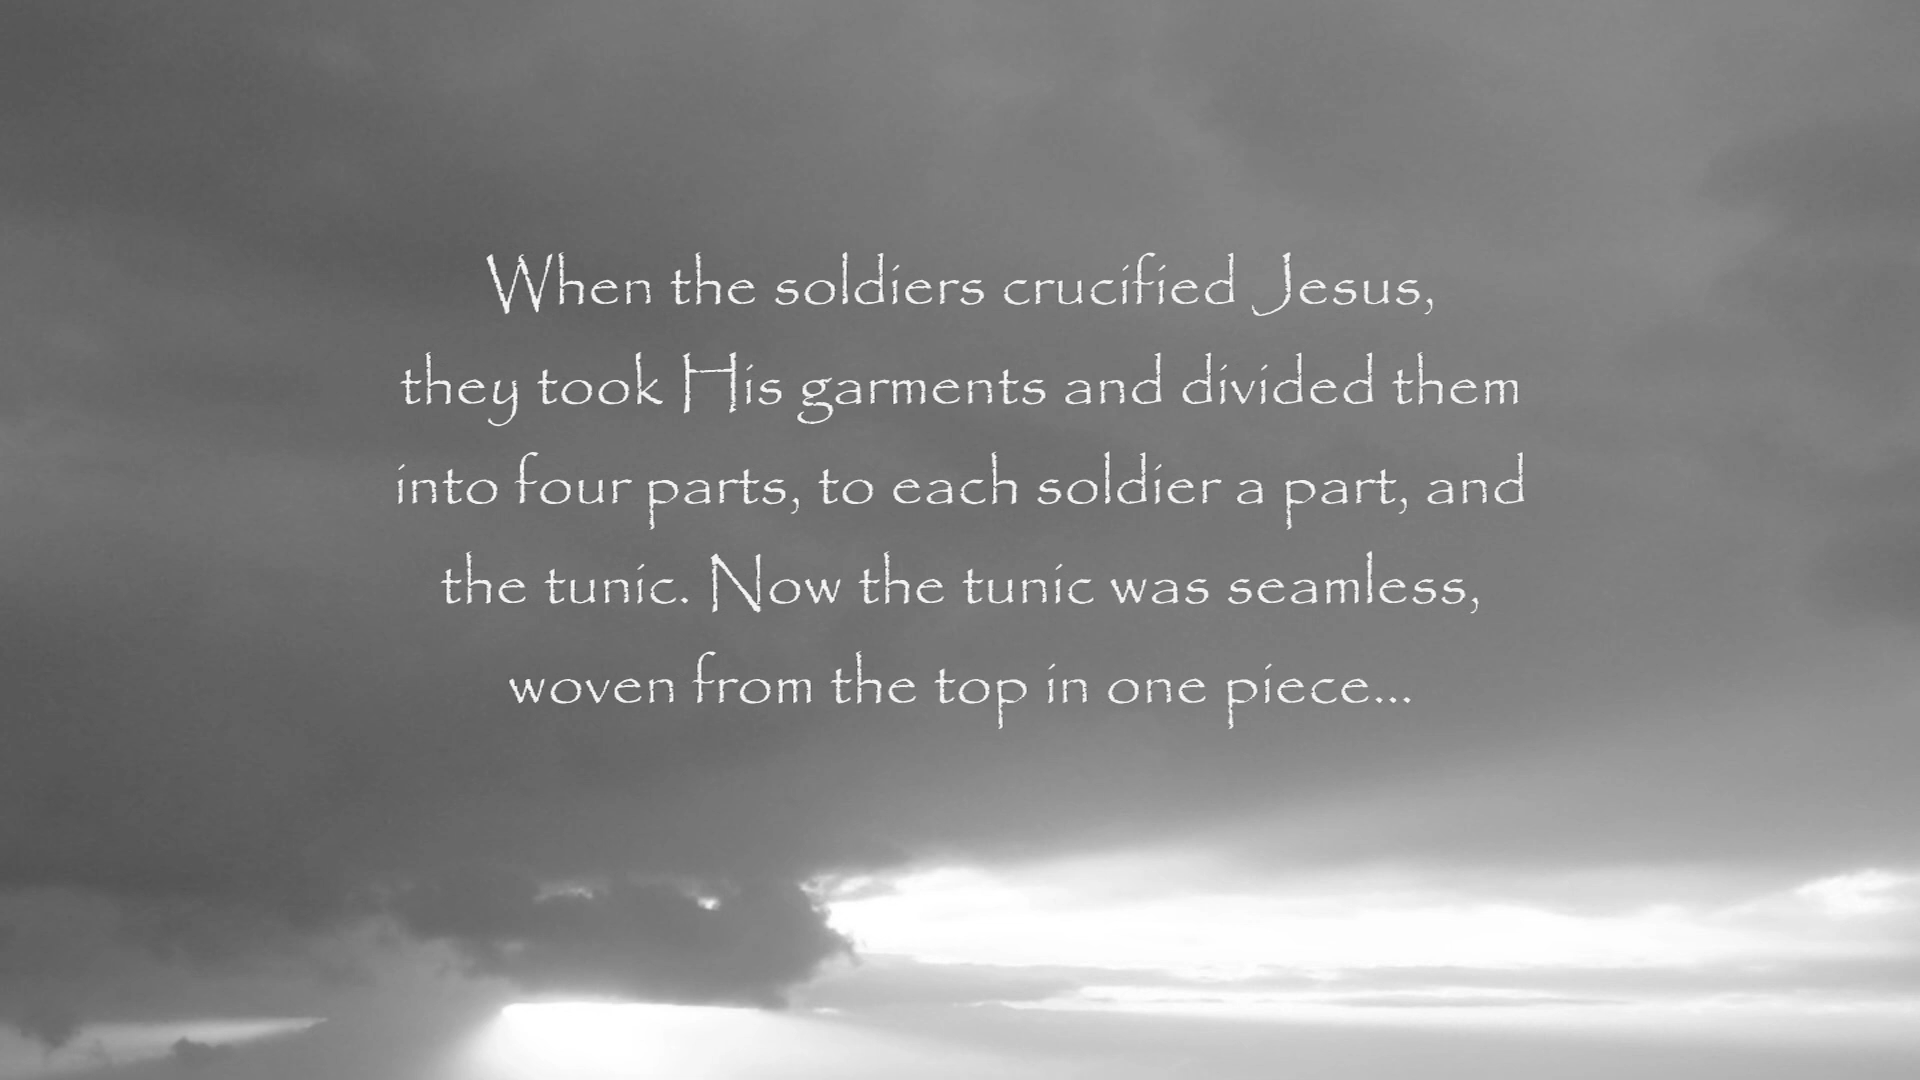 When the soldiers crucified Jesus,
they took His garments and divided them
into four parts, to each soldier a part, and
the tunic. Now the tunic was seamless,
woven from the top in one piece...